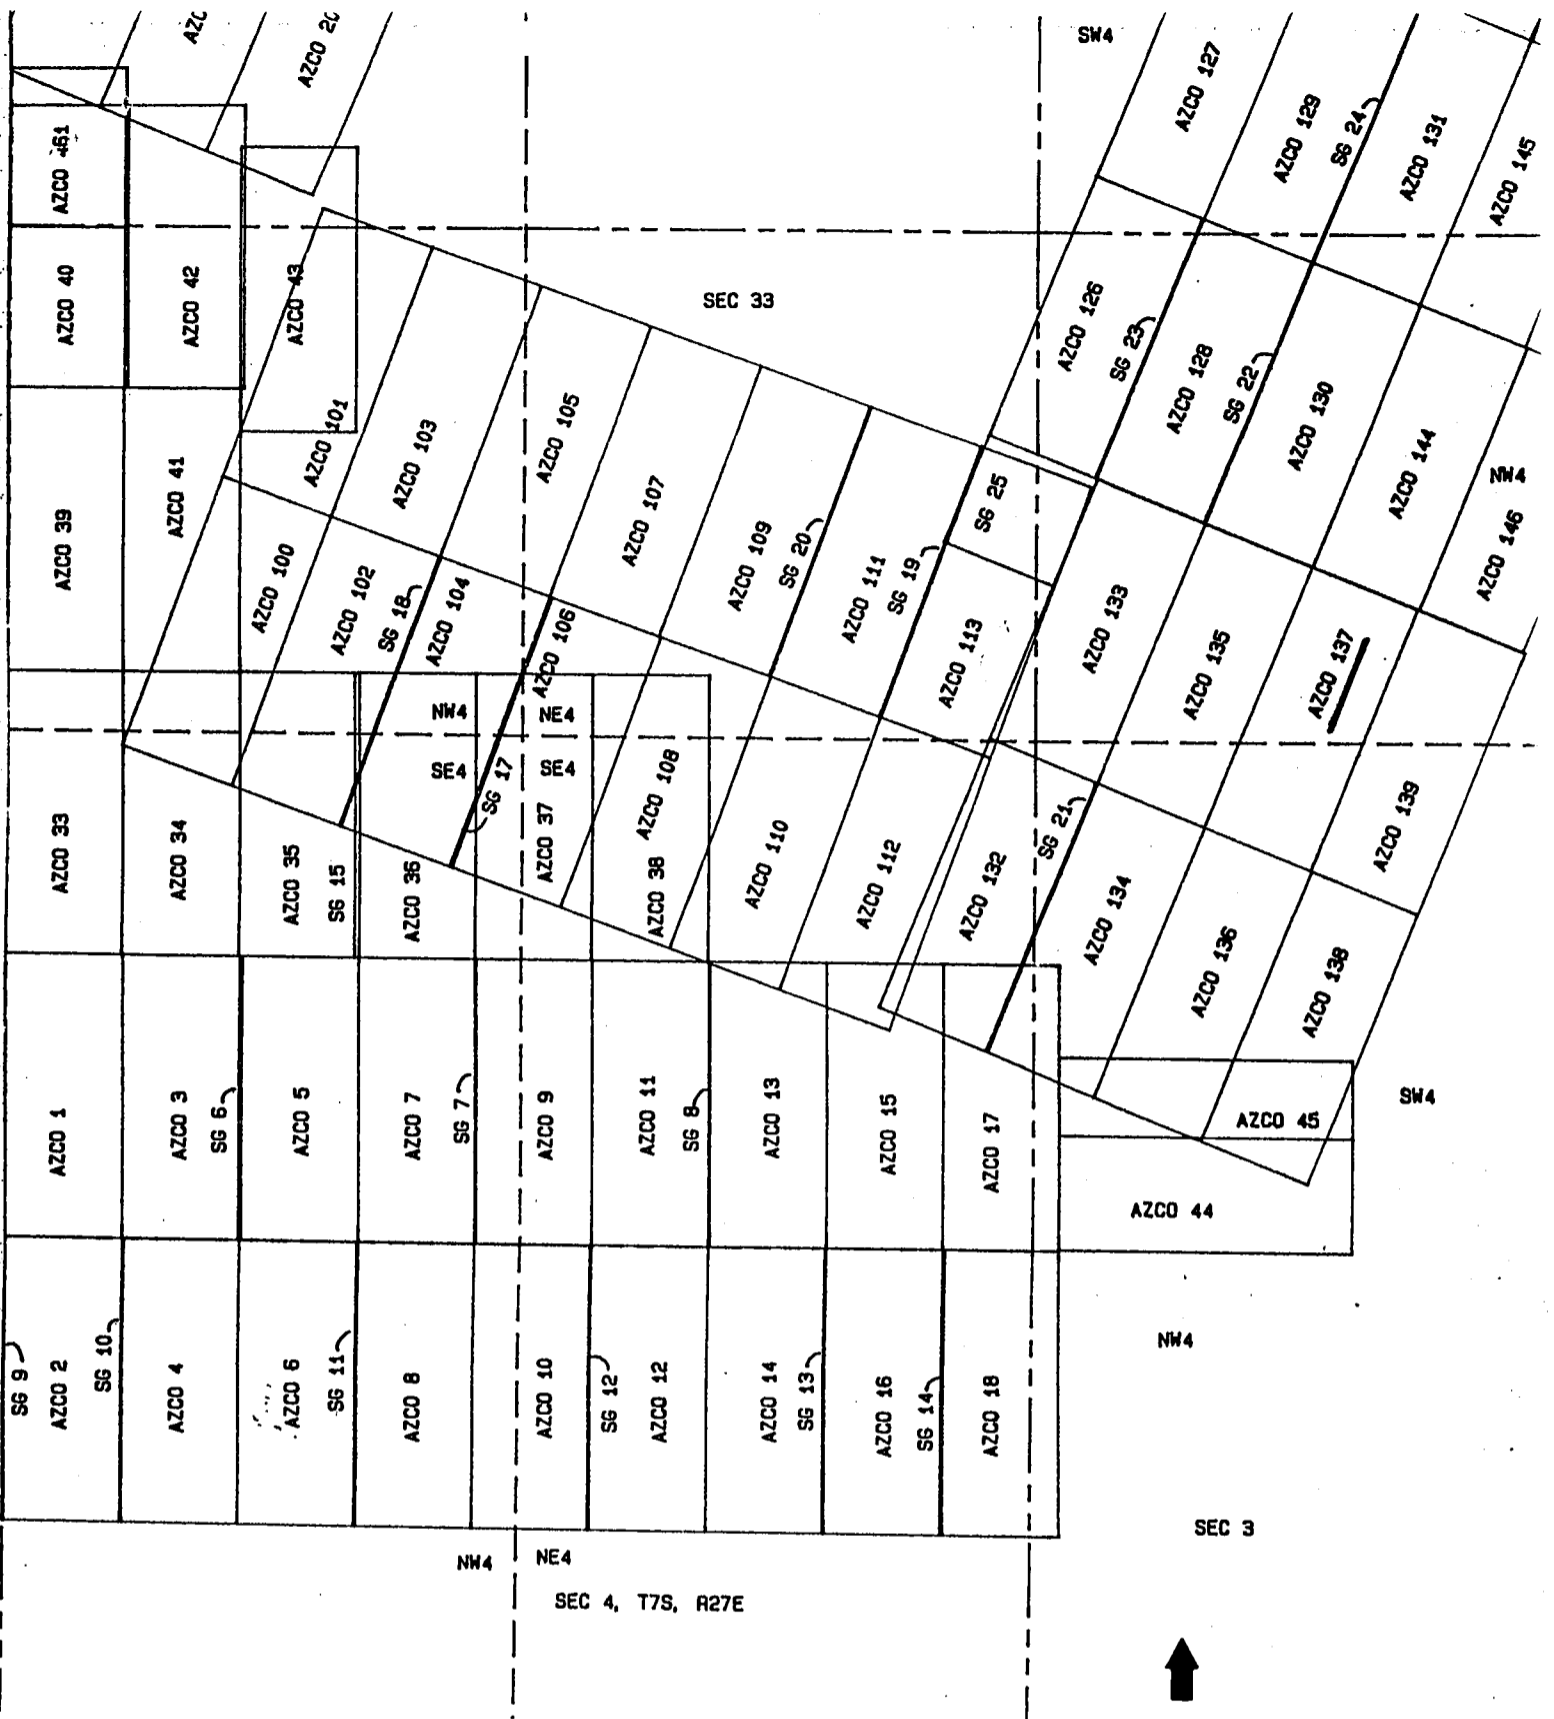 AZC
AZCO 20
SW4
AZCO 127
AZCO 129
SG 24
AZCO 131
AZCO 145
AZCO 461
AZCO 40
AZCO 42
AZCO 43
SEC 33
AZCO 126
SG 23
AZCO 128
SG 22
AZCO 130
AZCO 144
NW4
AZCO 146
AZCO 39
AZCO 41
AZCO 101
AZCO 103
AZCO 105
AZCO 107
AZCO 109
SG 20
AZCO 111
SG 19
SG 25
AZCO 100
AZCO 102
SG 18
AZCO 104
AZCO 106
AZCO 113
AZCO 133
AZCO 135
AZCO 137
NW4
NE4
SE4
SE4
SG 17
AZCO 108
AZCO 33
AZCO 34
AZCO 35
SG 15
AZCO 36
AZCO 37
AZCO 38
AZCO 110
AZCO 112
AZCO 132
SG 21
AZCO 134
AZCO 136
AZCO 138
AZCO 139
AZCO 1
AZCO 3
SG 6
AZCO 5
AZCO 7
SG 7
AZCO 9
AZCO 11
SG 8
AZCO 13
AZCO 15
AZCO 17
AZCO 45
SW4
AZCO 44
SG 9
AZCO 2
SG 10
AZCO 4
AZCO 6
SG 11
AZCO 8
AZCO 10
SG 12
AZCO 12
AZCO 14
SG 13
AZCO 16
SG 14
AZCO 18
NW4
SEC 3
NW4
NE4
SEC 4, T7S, R27E